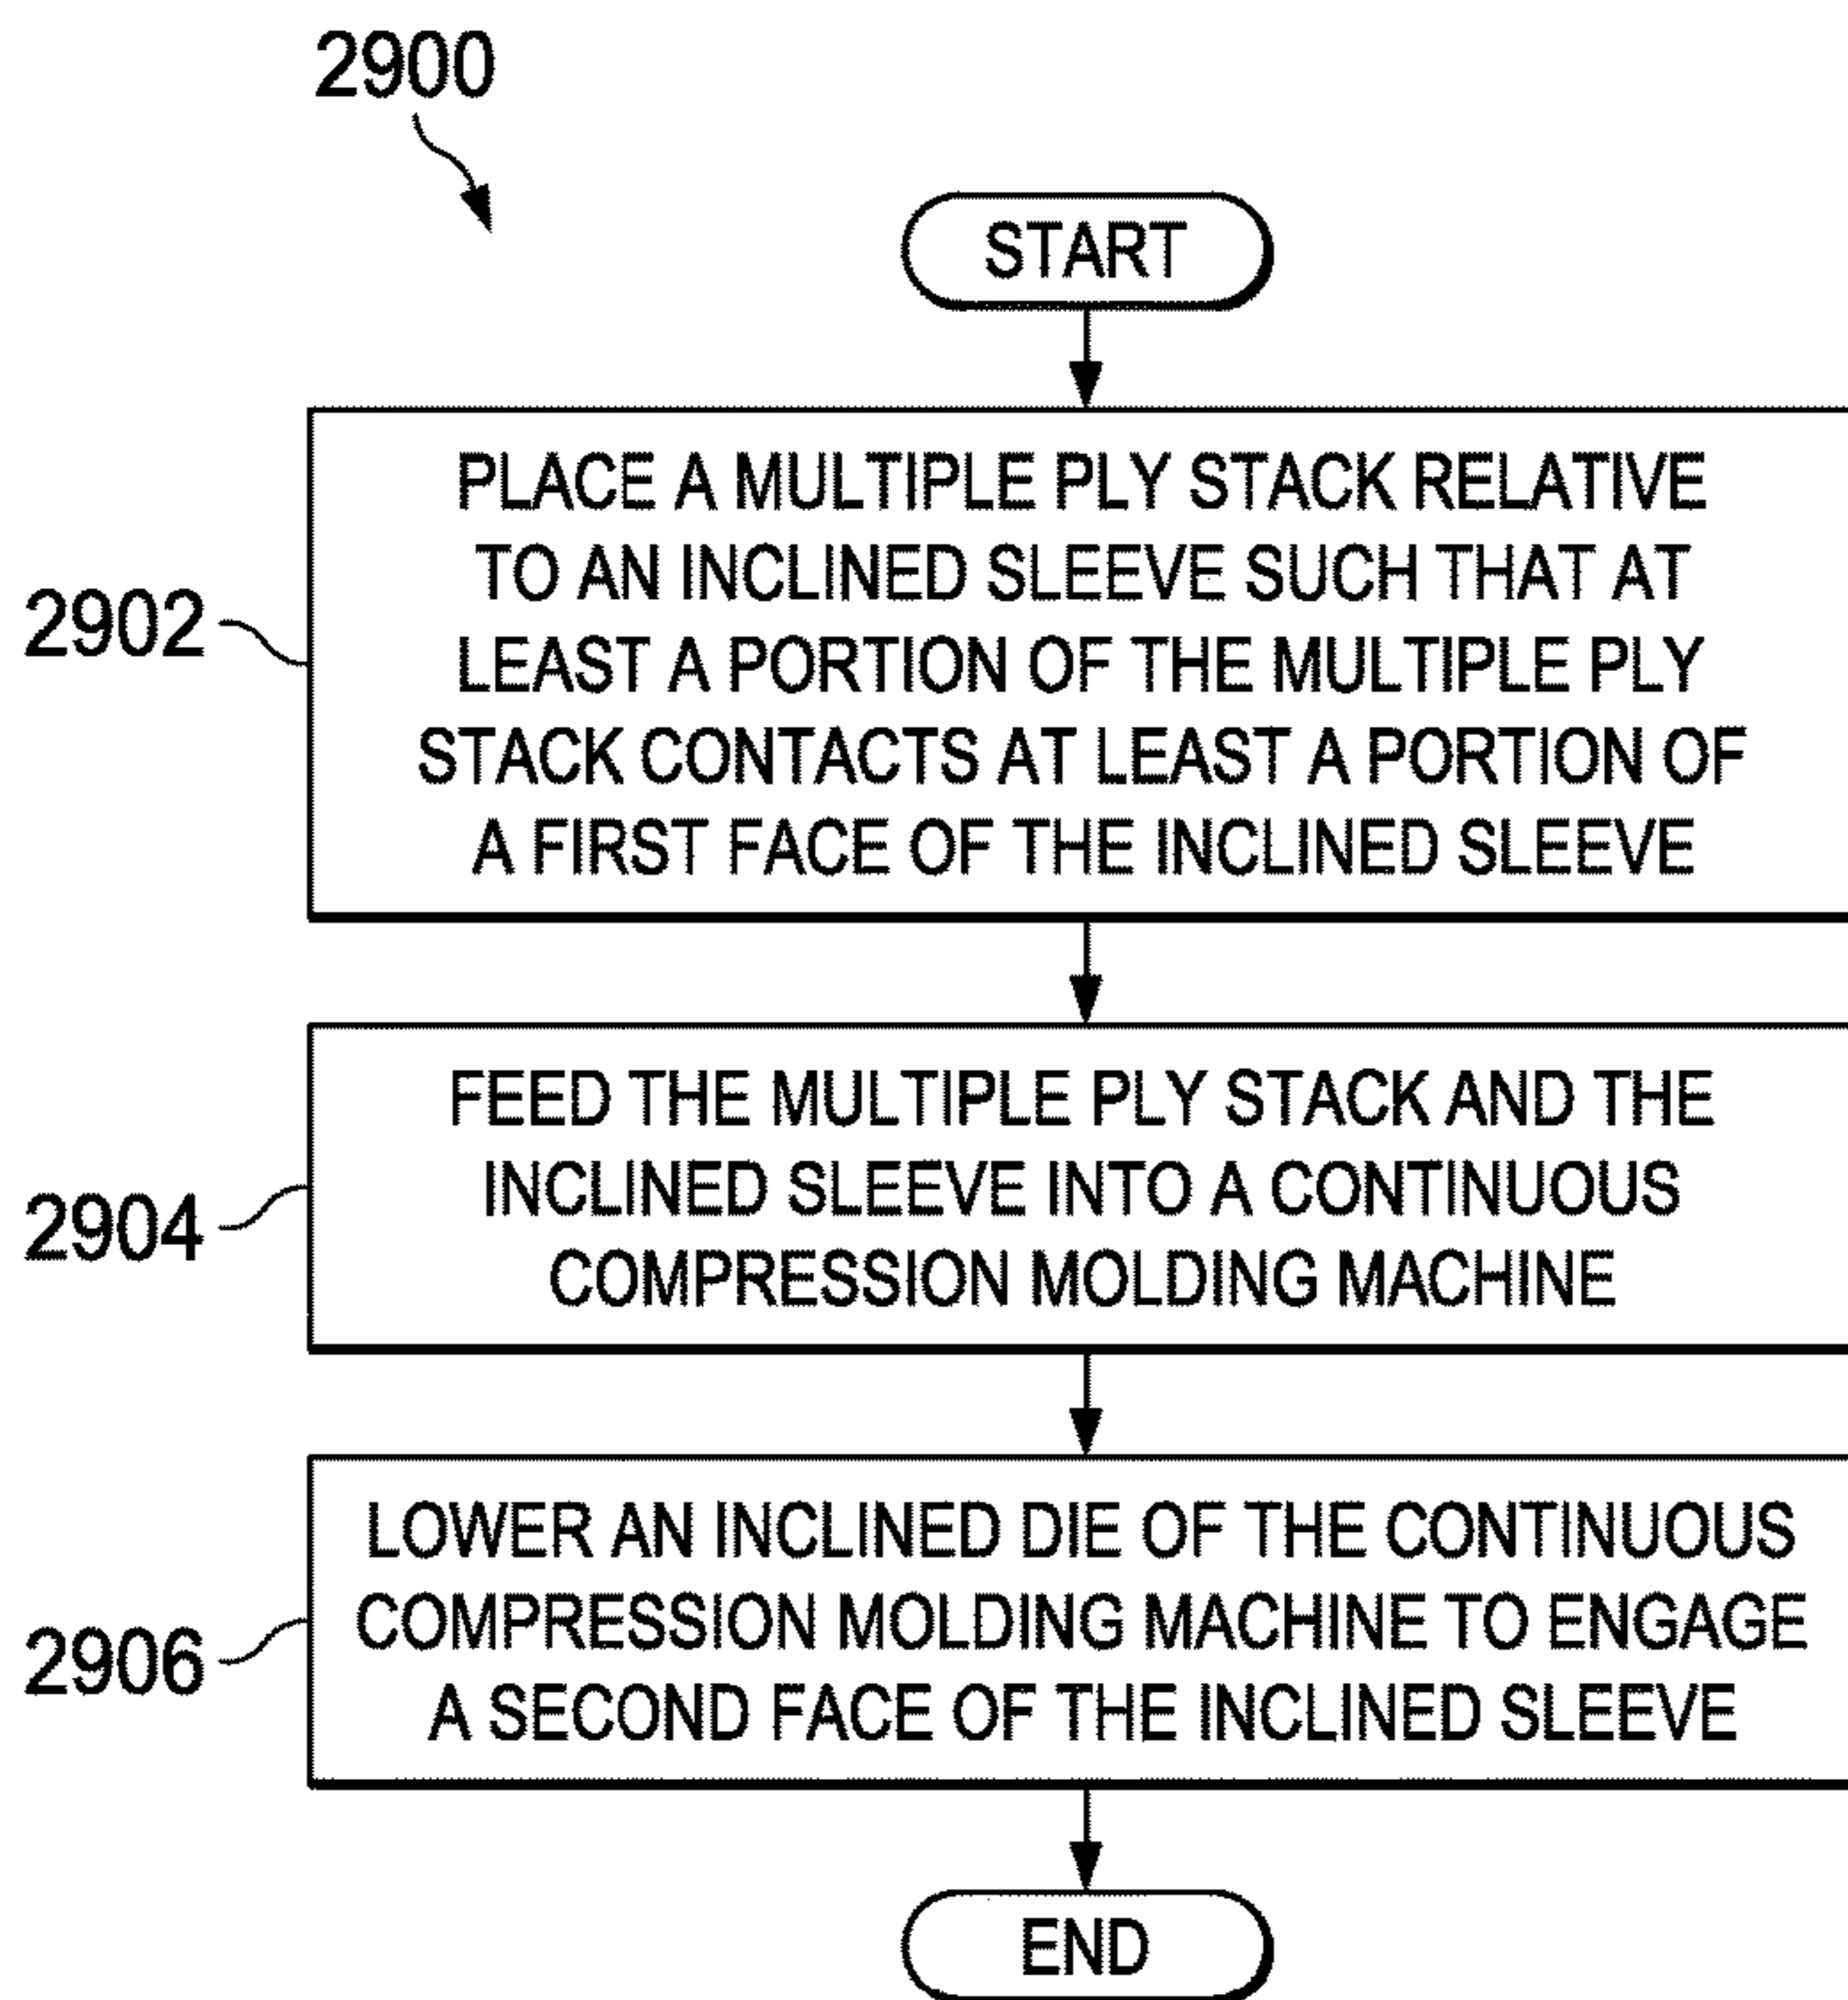 2900
START
PLACE A MULTIPLE PLY STACK RELATIVE
TO AN INCLINED SLEEVE SUCH THAT AT
LEAST A PORTION OF THE MULTIPLE PLY
STACK CONTACTS AT LEAST A PORTION OF
A FIRST FACE OF THE INCLINED SLEEVE
2902
FEED THE MULTIPLE PLY STACK AND THE
INCLINED SLEEVE INTO A CONTINUOUS
COMPRESSION MOLDING MACHINE
2904
LOWER AN INCLINED DIE OF THE CONTINUOUS
COMPRESSION MOLDING MACHINE TO ENGAGE
A SECOND FACE OF THE INCLINED SLEEVE
2906
END